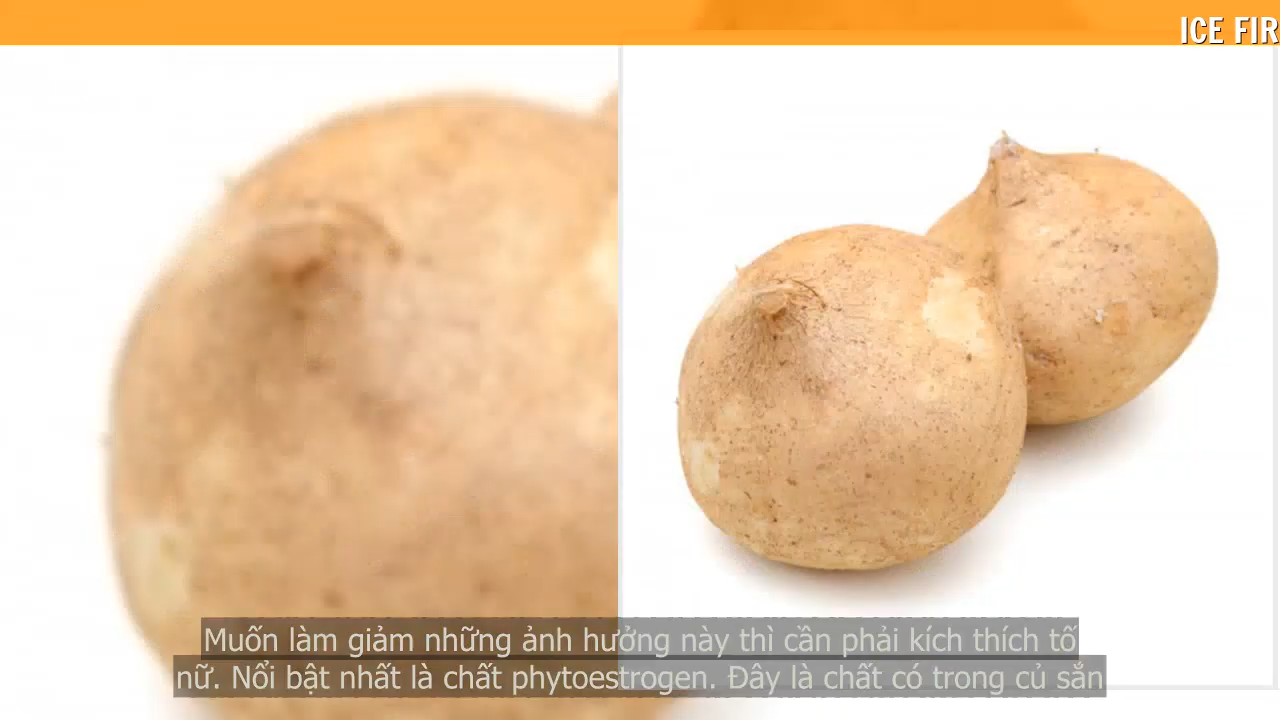 ICE FIR
Muốn làm giảm những ảnh hưởng này thì cần phải kích thích tố
nữ. Nổi bật nhất là chất phytoestrogen. Đây là chất có trong củ sắn